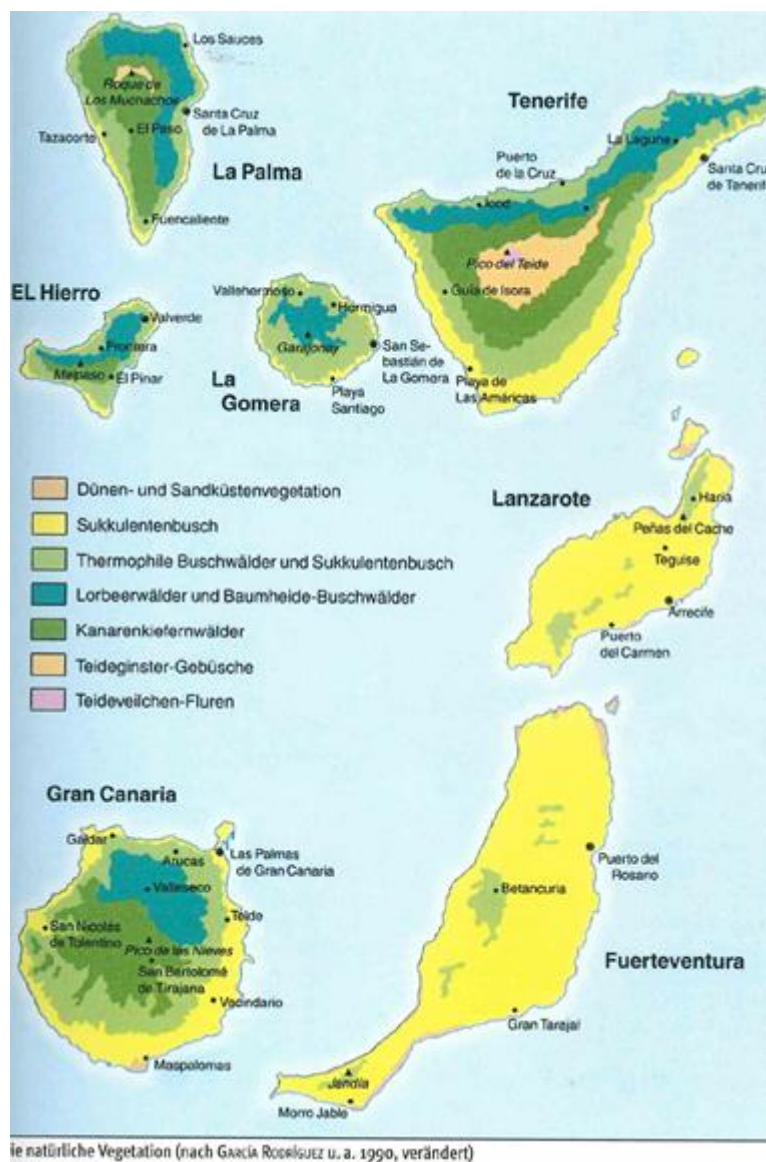 Los Sauces
Roque de
Los Muchachos
Santa Cruz
de La Palma
El Paso
Tazacorte
La Palma
Fuencaliente
Tenerife
La Laguna
Puerto
de la Cruz
Santa Cru
de Tenerif
Icod
Pico del Teide
Guía de Isora
Playa de
Las Américas
EL Hierro
Valverde
Frontera
Malpaso
El Pinar
Vallehermoso
Hermigua
Garajonay
San Se-
bastián de
La Gomera
La
Gomera
Playa
Santiago
Dünen- und Sandküstenvegetation
Sukkulentenbusch
Thermophile Buschwälder und Sukkulentenbusch
Lorbeerwälder und Baumheide-Buschwälder
Kanarenkiefernwälder
Teideginster-Gebüsche
Teideveilchen-Fluren
Lanzarote
Haria
Peñas del Cache
Teguise
Arrecife
Puerto
del Carmen
Gran Canaria
Galdar
Arucas
Las Palmas
de Gran Canaria
Valleseco
Telde
San Nicolás
de Tolentino
Pico de las Nieves
San Bertolomé
de Tirajana
Vecindario
Maspalomas
Puerto del
Rosario
Betancuria
Fuerteventura
Gran Tarajal
Jandia
Morro Jable
ie natürliche Vegetation (nach GARCÍA RODRÍGUEZ u. a. 1990, verändert)